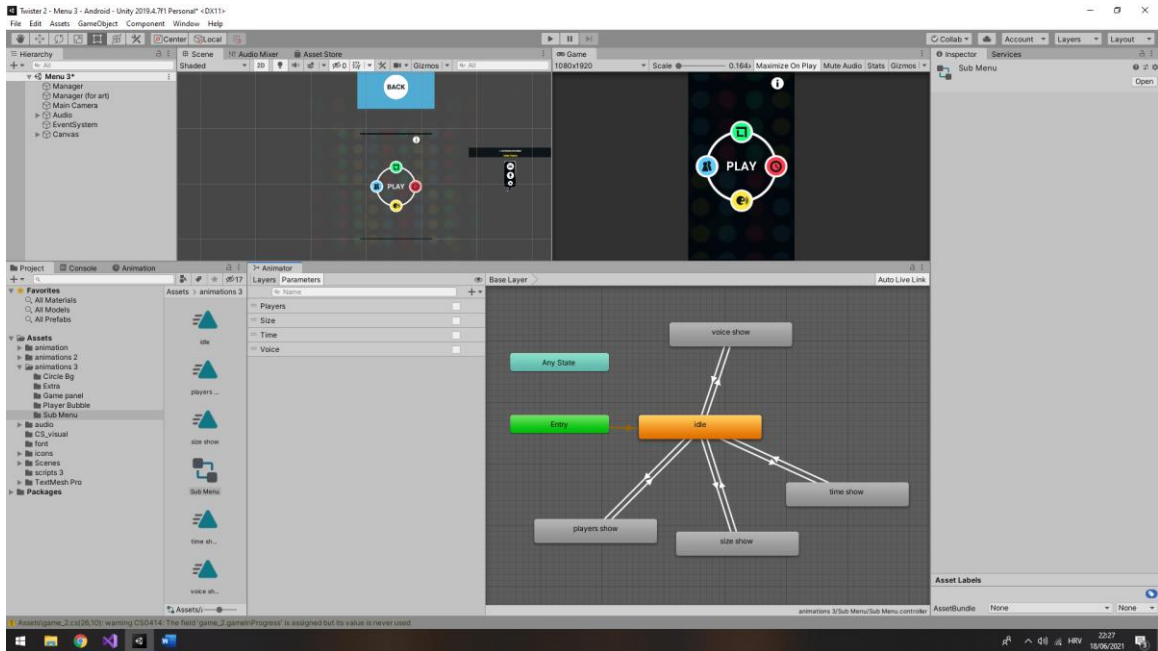 Twister 2 - Menu 3 - Android - Unity 2019.4.7f1 Personal* <DX11>
File Edit Assets GameObject Component Window Help
Center Local
Collab Account Layers Layout
Hierarchy
All
Menu 3*
Manager
Manager (for art)
Main Camera
Audio
EventSystem
Canvas
Scene Audio Mixer Asset Store
Shaded 2D 0 Gizmos All
BACK
PLAY
Game
1080x1920 Scale 0.164x Maximize On Play Mute Audio Stats Gizmos
PLAY
Inspector Services
Sub Menu
Open
Project Console Animation
17
Favorites
All Materials
All Models
All Prefabs
Assets
animation
animations 2
animations 3
Circle Bg
Extra
Game panel
Player Bubble
Sub Menu
audio
CS_visual
font
icons
Scenes
scripts 3
TextMesh Pro
Packages
Assets > animations 3
idle
players ...
size show
Sub Menu
time sh...
voice sh...
Assets/
Animator
Layers Parameters
Name
Players
Size
Time
Voice
Base Layer
Auto Live Link
voice show
Any State
Entry
idle
time show
players show
size show
animations 3/Sub Menu/Sub Menu.controller
Asset Labels
AssetBundle None None
Assets\game_2.cs(26,10): warning CS0414: The field 'game_2.gameInProgress' is assigned but its value is never used
HRV
22:27
18/06/2021